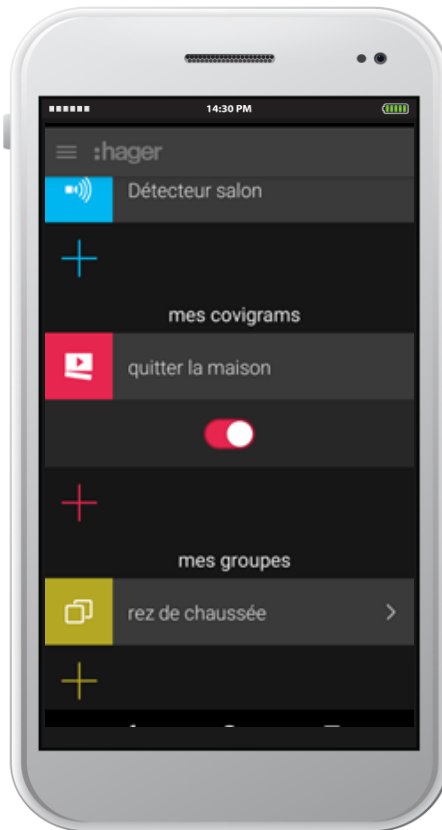 14:30 PM
:hager
Détecteur salon
mes covigrams
quitter la maison
mes groupes
rez de chaussée